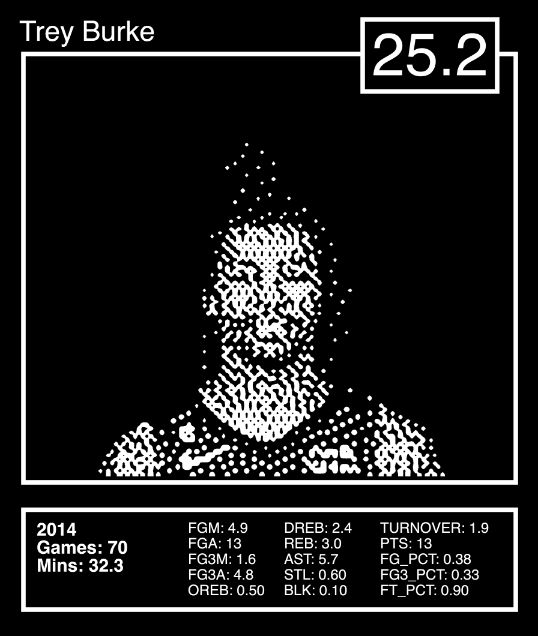 Trey Burke
25.2
2014
Games: 70
Mins: 32.3
FGM: 4.9
FGA: 13
FG3M: 1.6
FG3A: 4.8
OREB: 0.50
DREB: 2.4
REB: 3.0
AST: 5.7
STL: 0.60
BLK: 0.10
TURNOVER: 1.9
PTS: 13
FG_PCT: 0.38
FG3_PCT: 0.33
FT_PCT: 0.90